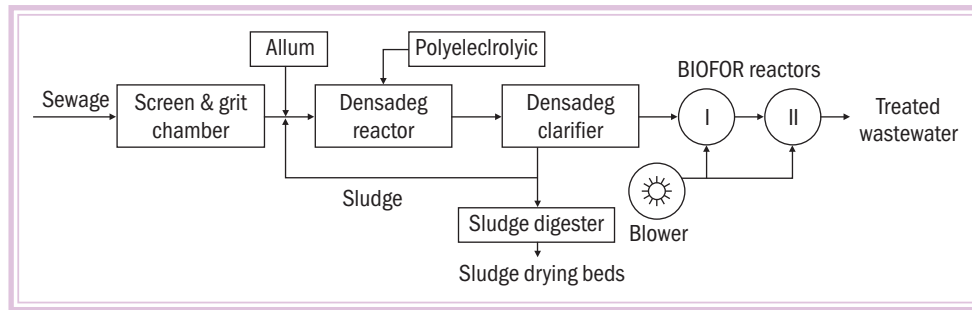 Allum
Polyeleclrolyic
BIOFOR reactors
Sewage
Screen & grit
chamber
Densadeg
reactor
Densadeg
clarifier
I
II
Treated
wastewater
Sludge
Blower
Sludge digester
Sludge drying beds